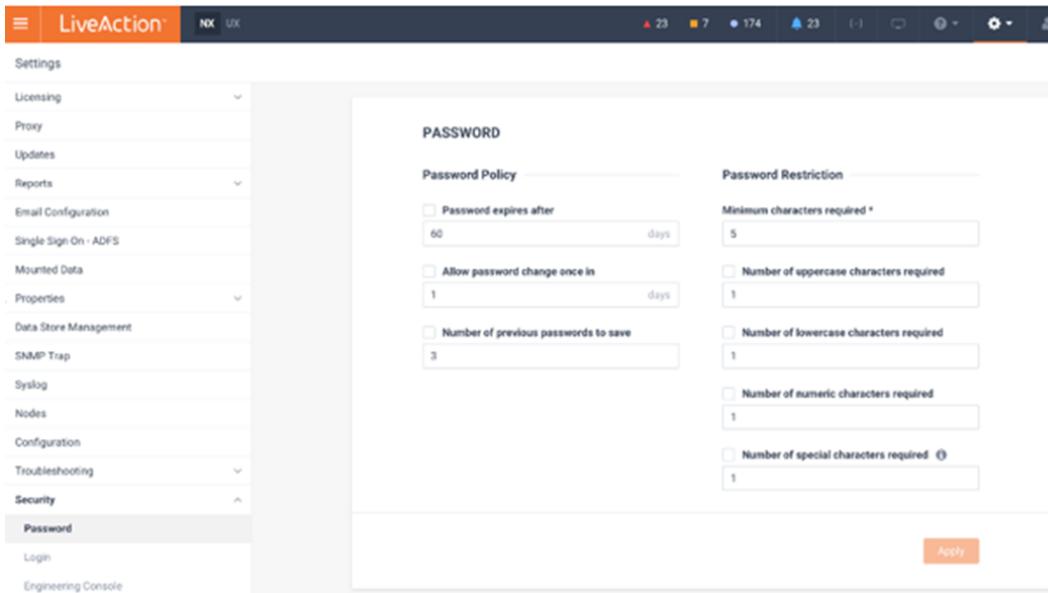 LiveAction NX UX 23 7 174 23
Settings
Licensing
Proxy
Updates
Reports
Email Configuration
Single Sign On - ADFS
Mounted Data
Properties
Data Store Management
SNMP Trap
Syslog
Nodes
Configuration
Troubleshooting
Security
Password
Login
Engineering Console
PASSWORD
Password Policy
Password expires after
60 days
Allow password change once in
1 days
Number of previous passwords to save
3
Password Restriction
Minimum characters required *
5
Number of uppercase characters required
1
Number of lowercase characters required
1
Number of numeric characters required
1
Number of special characters required
1
Apply